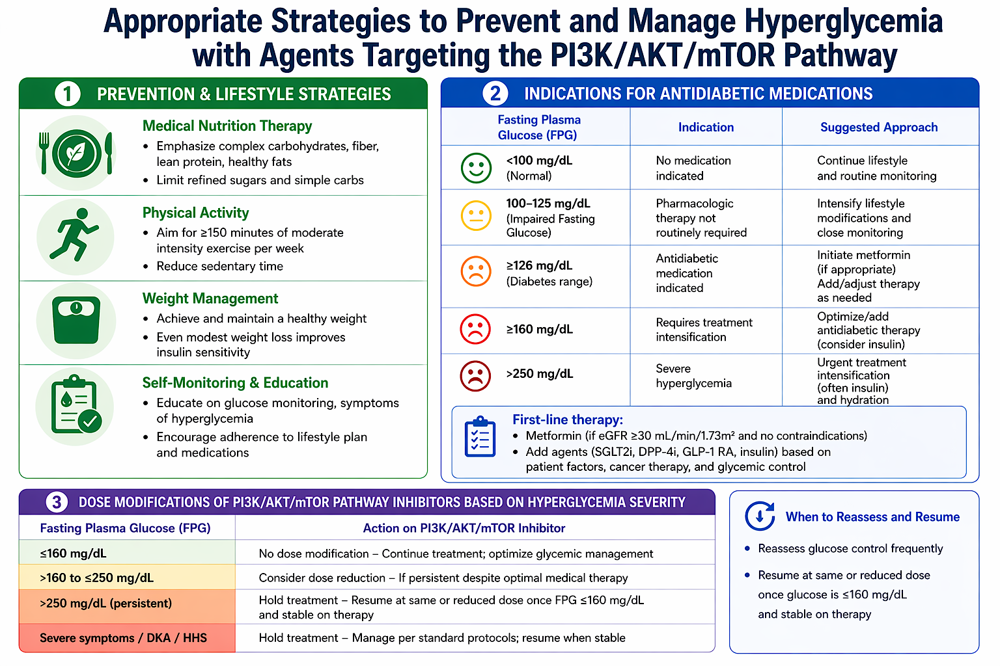 Appropriate Strategies to Prevent and Manage Hyperglycemia
with Agents Targeting the PI3K/AKT/mTOR Pathway
1 PREVENTION & LIFESTYLE STRATEGIES
Medical Nutrition Therapy
• Emphasize complex carbohydrates, fiber,
lean protein, healthy fats
• Limit refined sugars and simple carbs
Physical Activity
• Aim for ≥150 minutes of moderate
intensity exercise per week
• Reduce sedentary time
Weight Management
• Achieve and maintain a healthy weight
• Even modest weight loss improves
insulin sensitivity
Self-Monitoring & Education
• Educate on glucose monitoring, symptoms
of hyperglycemia
• Encourage adherence to lifestyle plan
and medications
2 INDICATIONS FOR ANTIDIABETIC MEDICATIONS
Fasting Plasma
Glucose (FPG)
Indication
Suggested Approach
<100 mg/dL
(Normal)
No medication
indicated
Continue lifestyle
and routine monitoring
100–125 mg/dL
(Impaired Fasting
Glucose)
Pharmacologic
therapy not
routinely required
Intensify lifestyle
modifications and
close monitoring
≥126 mg/dL
(Diabetes range)
Antidiabetic
medication
indicated
Initiate metformin
(if appropriate)
Add/adjust therapy
as needed
≥160 mg/dL
Requires treatment
intensification
Optimize/add
antidiabetic therapy
(consider insulin)
>250 mg/dL
Severe
hyperglycemia
Urgent treatment
intensification
(often insulin)
and hydration
First-line therapy:
• Metformin (if eGFR ≥30 mL/min/1.73m² and no contraindications)
• Add agents (SGLT2i, DPP-4i, GLP-1 RA, insulin) based on
patient factors, cancer therapy, and glycemic control
3 DOSE MODIFICATIONS OF PI3K/AKT/mTOR PATHWAY INHIBITORS BASED ON HYPERGLYCEMIA SEVERITY
Fasting Plasma Glucose (FPG)
Action on PI3K/AKT/mTOR Inhibitor
≤160 mg/dL
No dose modification – Continue treatment; optimize glycemic management
>160 to ≤250 mg/dL
Consider dose reduction – If persistent despite optimal medical therapy
>250 mg/dL (persistent)
Hold treatment – Resume at same or reduced dose once FPG ≤160 mg/dL
and stable on therapy
Severe symptoms / DKA / HHS
Hold treatment – Manage per standard protocols; resume when stable
When to Reassess and Resume
• Reassess glucose control frequently
• Resume at same or reduced dose
once glucose is ≤160 mg/dL
and stable on therapy